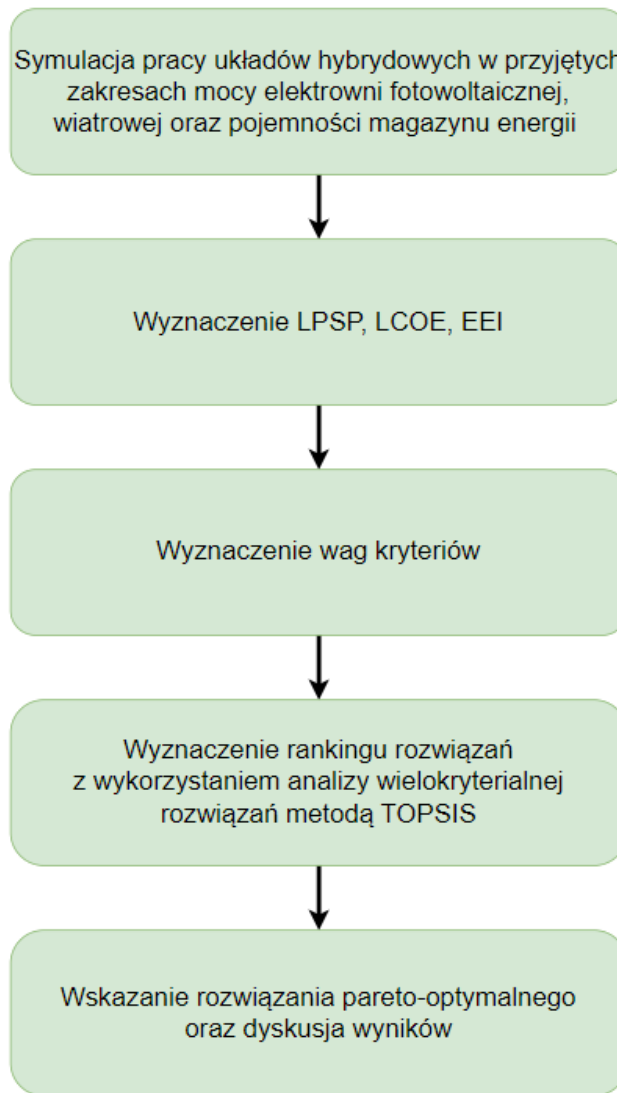 Symulacja pracy układów hybrydowych w przyjętych
zakresach mocy elektrowni fotowoltaicznej,
wiatrowej oraz pojemności magazynu energii
Wyznaczenie LPSP, LCOE, EEI
Wyznaczenie wag kryteriów
Wyznaczenie rankingu rozwiązań
z wykorzystaniem analizy wielokryterialnej
rozwiązań metodą TOPSIS
Wskazanie rozwiązania pareto-optymalnego
oraz dyskusja wyników